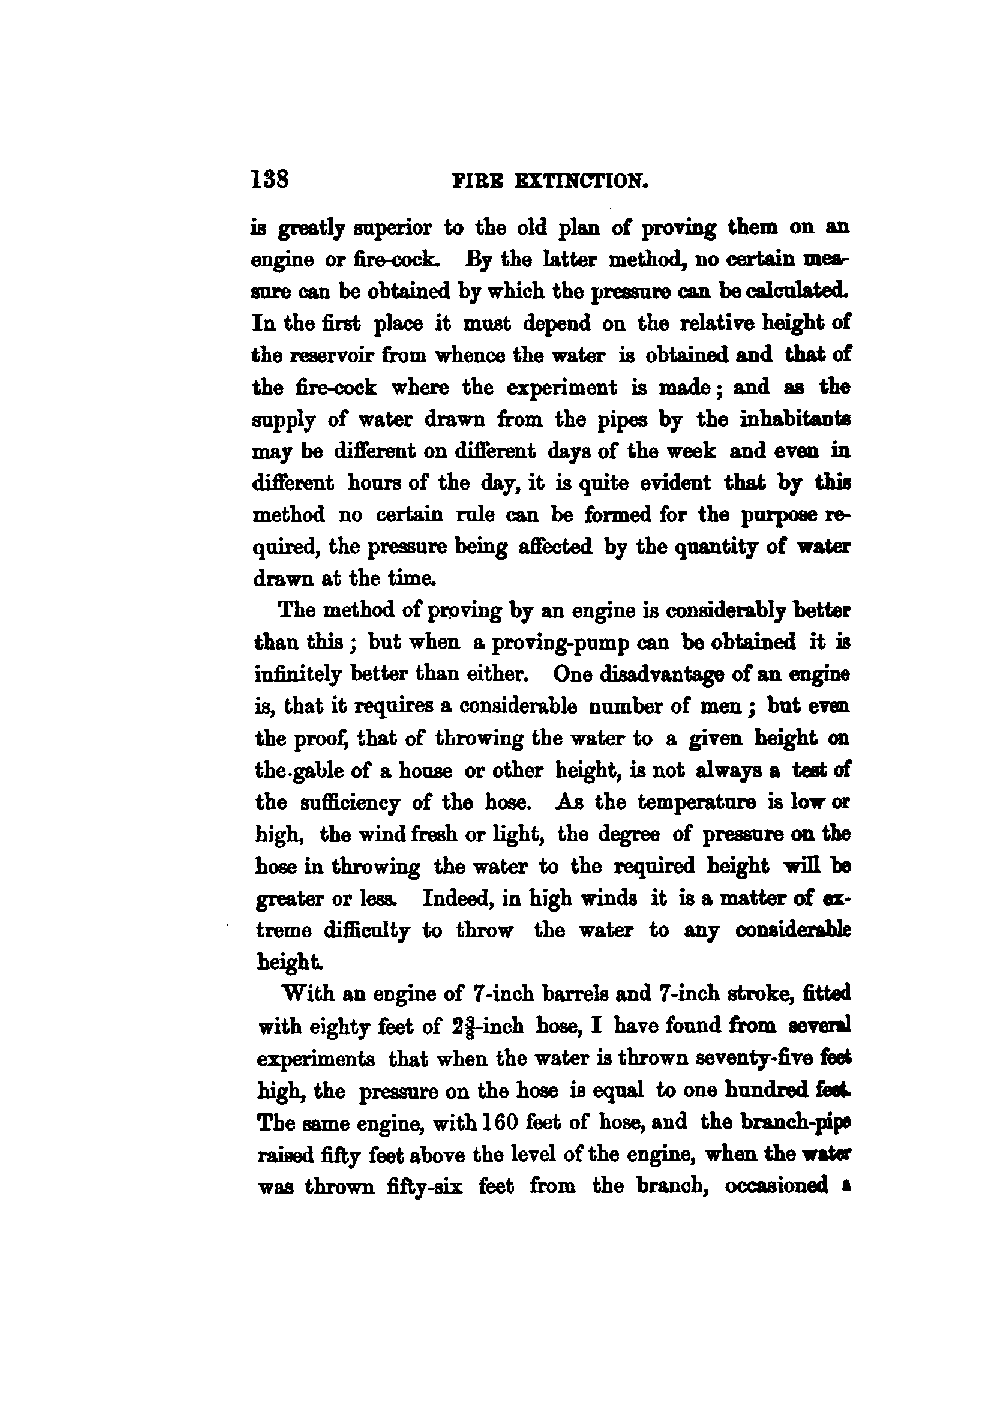 138 FIRE EXTINCTION.
is greatly superior to the old plan of proving them on an
engine or fire-cock. By the latter method, no certain mea-
sure can be obtained by which the pressure can be calculated.
In the first place it must depend on the relative height of
the reservoir from whence the water is obtained and that of
the fire-cock where the experiment is made; and as the
supply of water drawn from the pipes by the inhabitants
may be different on different days of the week and even in
different hours of the day, it is quite evident that by this
method no certain rule can be formed for the purpose re-
quired, the pressure being affected by the quantity of water
drawn at the time.
The method of proving by an engine is considerably better
than this; but when a proving-pump can be obtained it is
infinitely better than either. One disadvantage of an engine
is, that it requires a considerable number of men; but even
the proof, that of throwing the water to a given height on
the gable of a house or other height, is not always a test of
the sufficiency of the hose. As the temperature is low or
high, the wind fresh or light, the degree of pressure on the
hose in throwing the water to the required height will be
greater or less. Indeed, in high winds it is a matter of ex-
treme difficulty to throw the water to any considerable
height.
With an engine of 7-inch barrels and 7-inch stroke, fitted
with eighty feet of 2⅜-inch hose, I have found from several
experiments that when the water is thrown seventy-five feet
high, the pressure on the hose is equal to one hundred feet.
The same engine, with 160 feet of hose, and the branch-pipe
raised fifty feet above the level of the engine, when the water
was thrown fifty-six feet from the branch, occasioned a